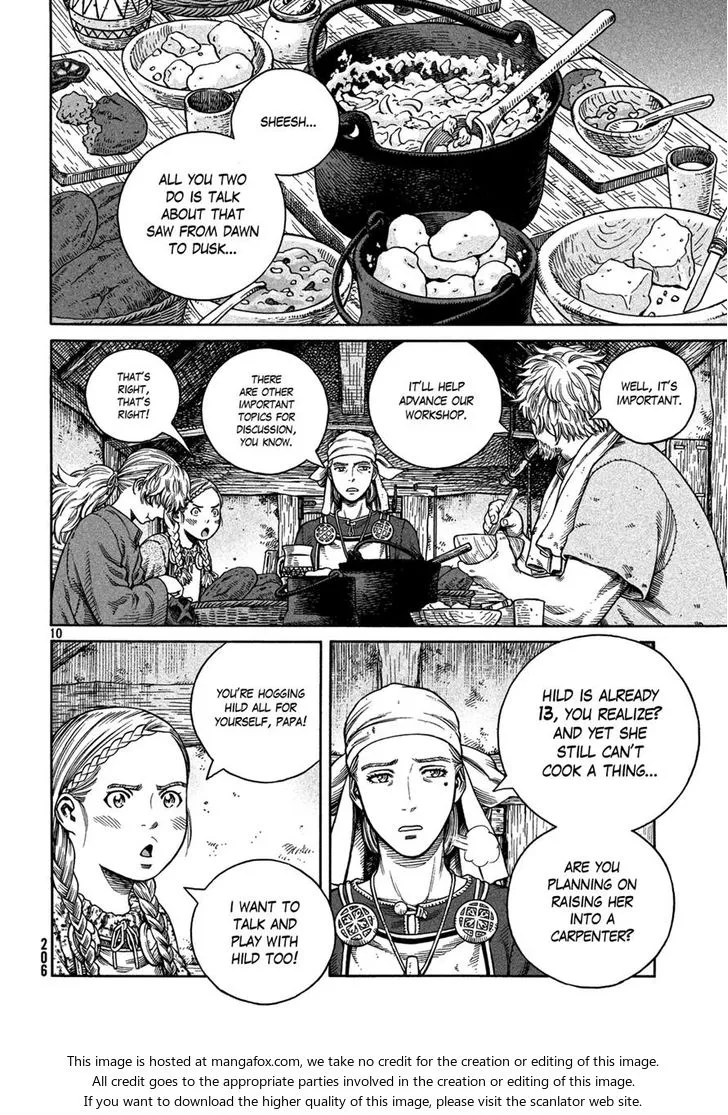 SHEESH...
ALL YOU TWO
DO IS TALK
ABOUT THAT
SAW FROM DAWN
TO DUSK...
WELL, IT'S
IMPORTANT.
IT'LL HELP
ADVANCE OUR
WORKSHOP.
THERE
ARE OTHER
IMPORTANT
TOPICS FOR
DISCUSSION,
YOU KNOW.
THAT'S
RIGHT,
THAT'S
RIGHT!
10
HILD IS ALREADY
13, YOU REALIZE?
AND YET SHE
STILL CAN'T
COOK A THING...
ARE YOU
PLANNING ON
RAISING HER
INTO A
CARPENTER?
YOU'RE HOGGING
HILD ALL FOR
YOURSELF, PAPA!
I WANT TO
TALK AND
PLAY WITH
HILD TOO!
206
This image is hosted at mangafox.com, we take no credit for the creation or editing of this image.
All credit goes to the appropriate parties involved in the creation or editing of this image.
If you want to download the higher quality of this image, please visit the scanlator web site.